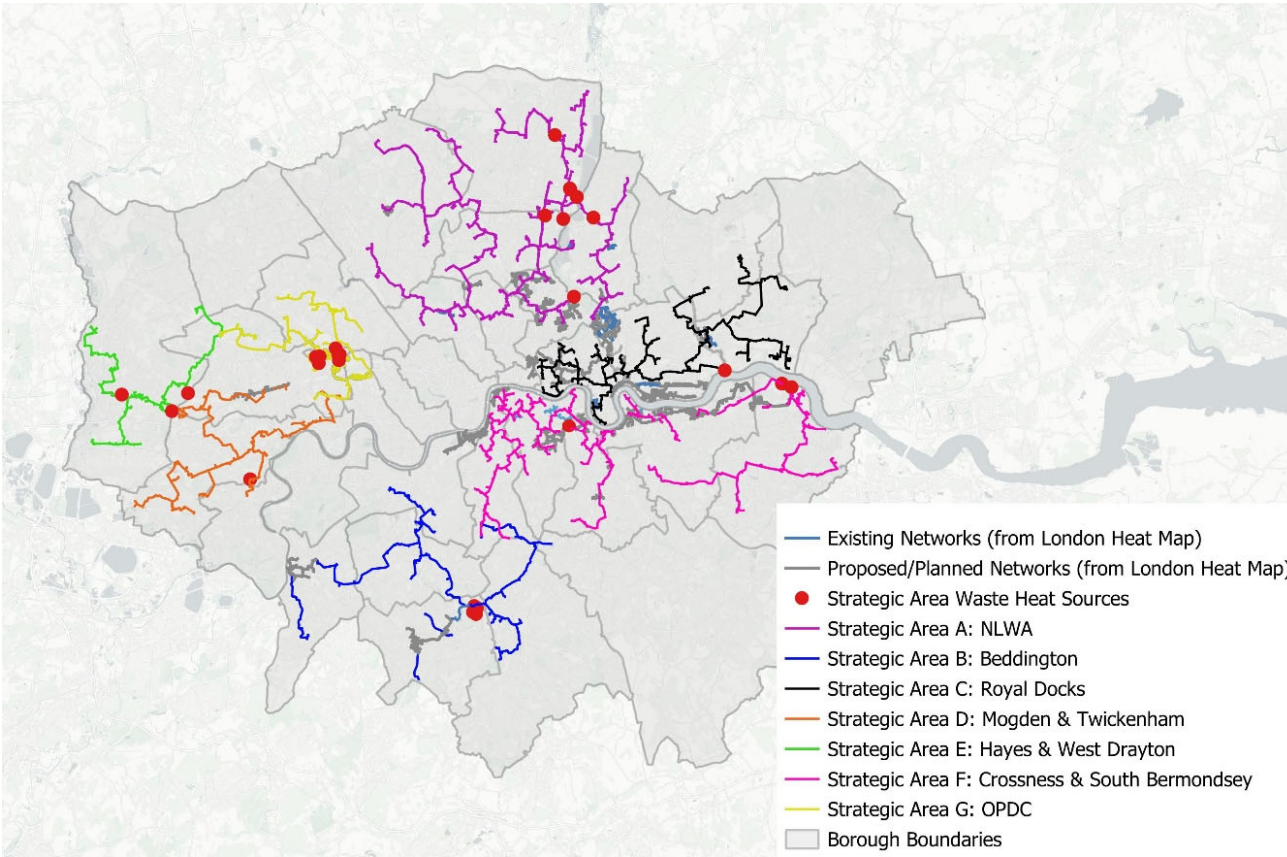 Existing Networks (from London Heat Map)
Proposed/Planned Networks (from London Heat Map)
Strategic Area Waste Heat Sources
Strategic Area A: NLWA
Strategic Area B: Beddington
Strategic Area C: Royal Docks
Strategic Area D: Mogden & Twickenham
Strategic Area E: Hayes & West Drayton
Strategic Area F: Crossness & South Bermondsey
Strategic Area G: OPDC
Borough Boundaries